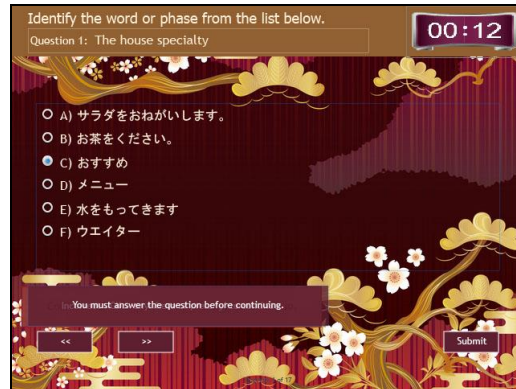 Identify the word or phase from the list below.
Question 1: The house specialty
00:12
A) サラダをおねがいします。
B) お茶をください。
C) おすすめ
D) メニュー
E) 水をもってきます
F) ウエイター
You must answer the question before continuing.
<<
>>
Submit
of 17